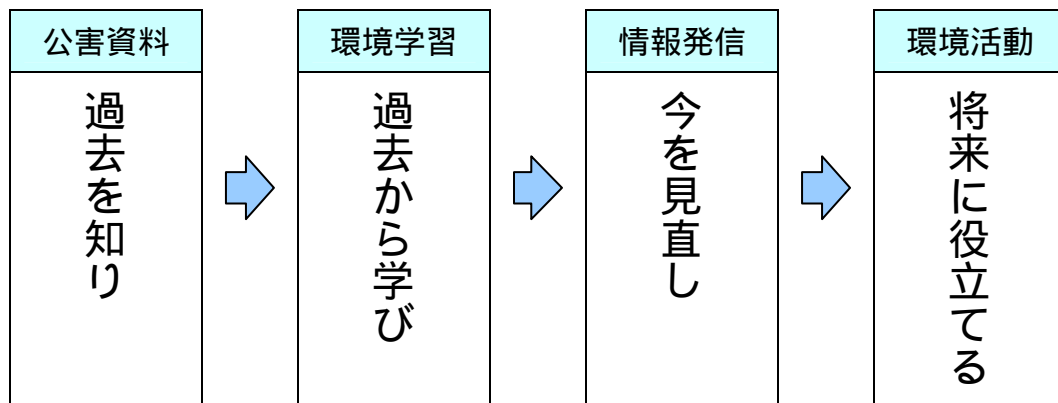 公害資料
過去を知り
環境学習
過去から学び
情報発信
今を見直し
環境活動
将来に役立てる